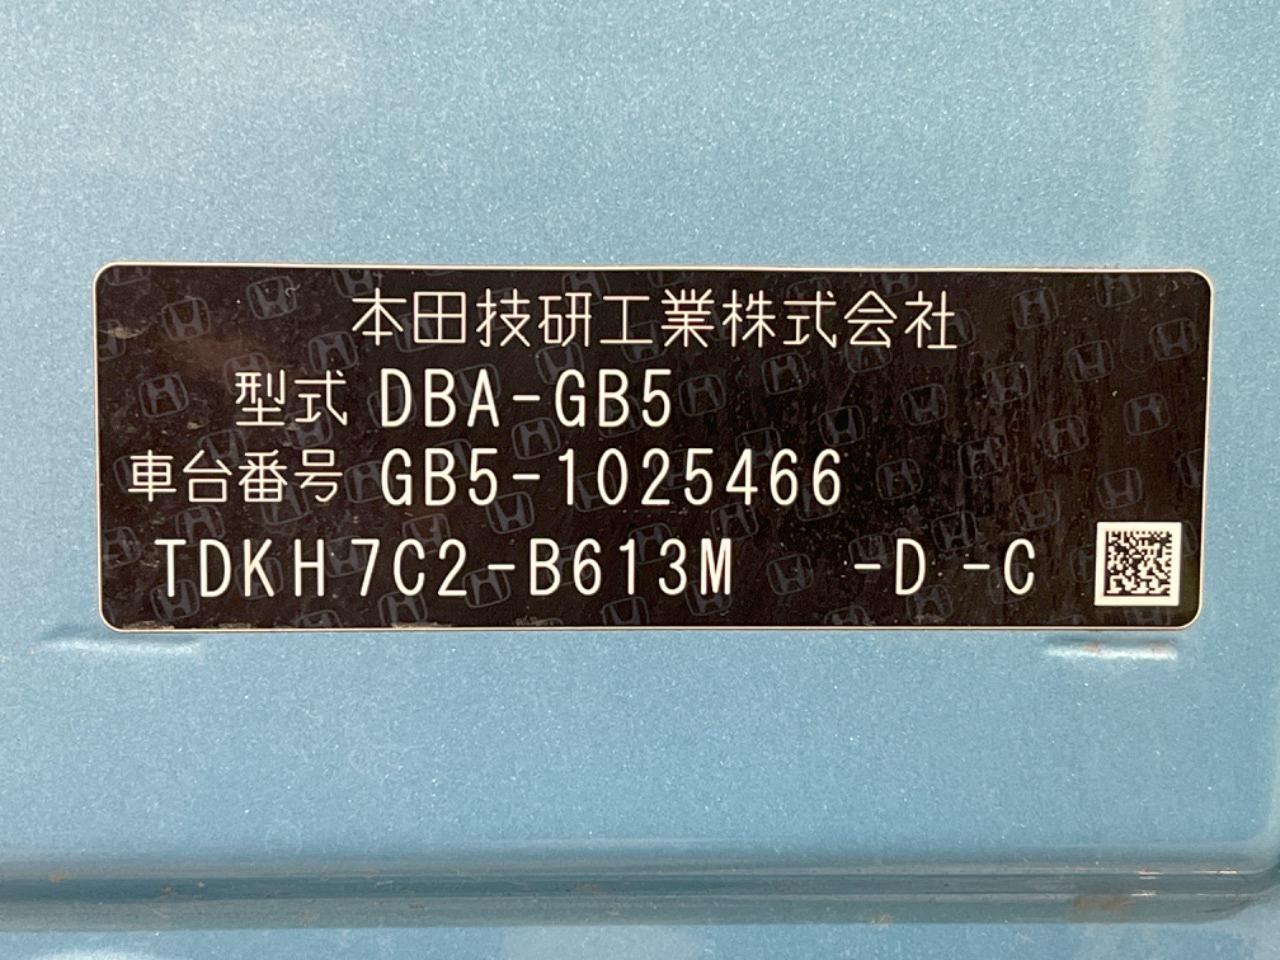 本田技研工業株式会社
型式 DBA-GB5
車台番号 GB5-1025466
TDKH7C2-B613M -D -C